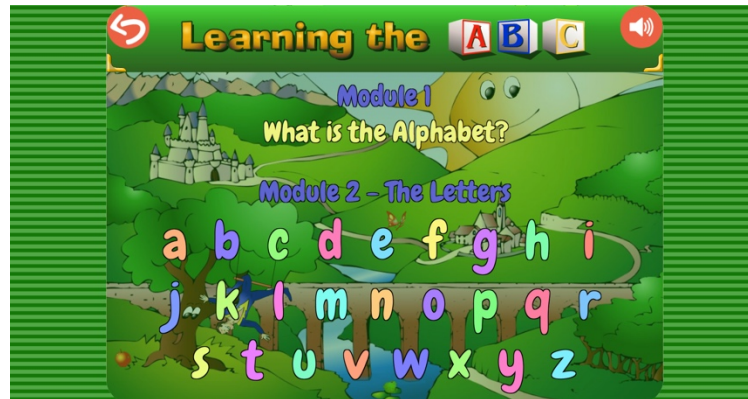 Learning the ABC
Module 1
What is the Alphabet?
Module 2 - The Letters
a b c d e f g h i
j k l m n o p q r
s t u v w x y z